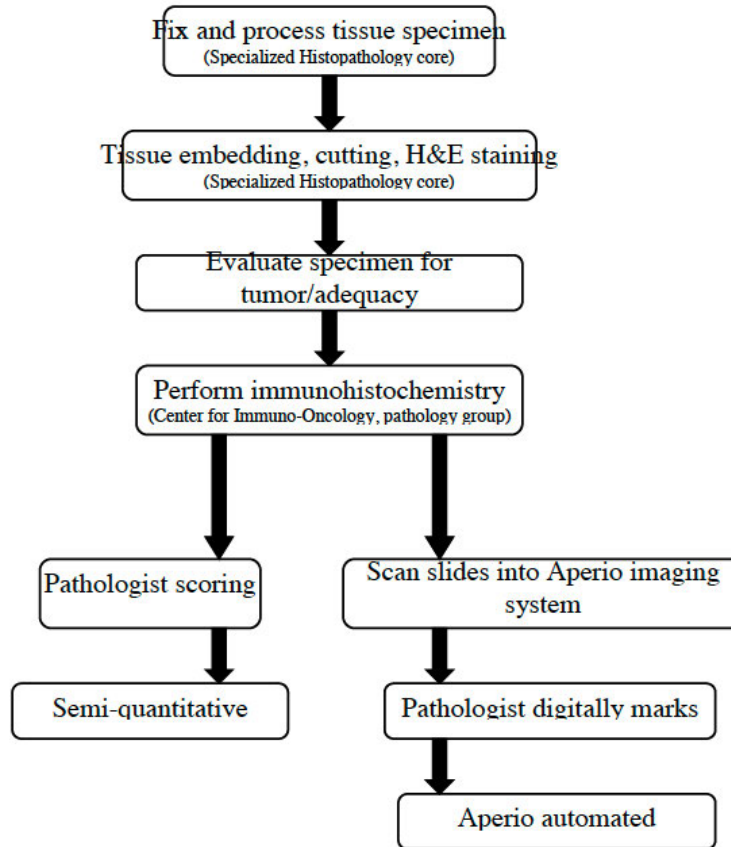 Fix and process tissue specimen
(Specialized Histopathology core)
Tissue embedding, cutting, H&E staining
(Specialized Histopathology core)
Evaluate specimen for
tumor/adequacy
Perform immunohistochemistry
(Center for Immuno-Oncology, pathology group)
Pathologist scoring
Scan slides into Aperio imaging
system
Semi-quantitative
Pathologist digitally marks
Aperio automated